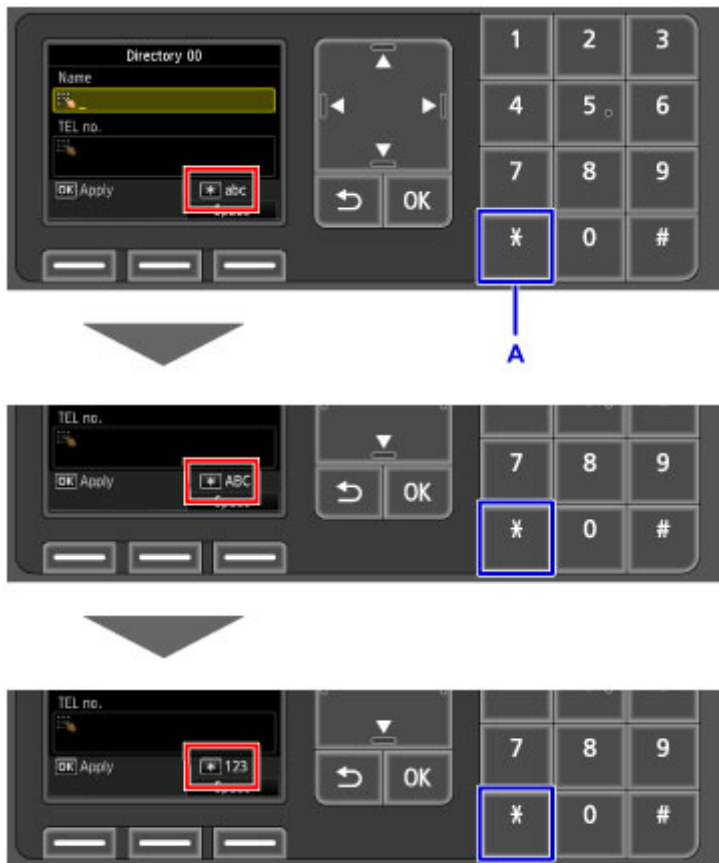 Directory 00
Name
TEL no.
OK Apply
* abc
OK
1 2 3
4 5 6
7 8 9
* 0 #
A
TEL no.
OK Apply
* ABC
OK
7 8 9
* 0 #
TEL no.
OK Apply
* 123
OK
7 8 9
* 0 #